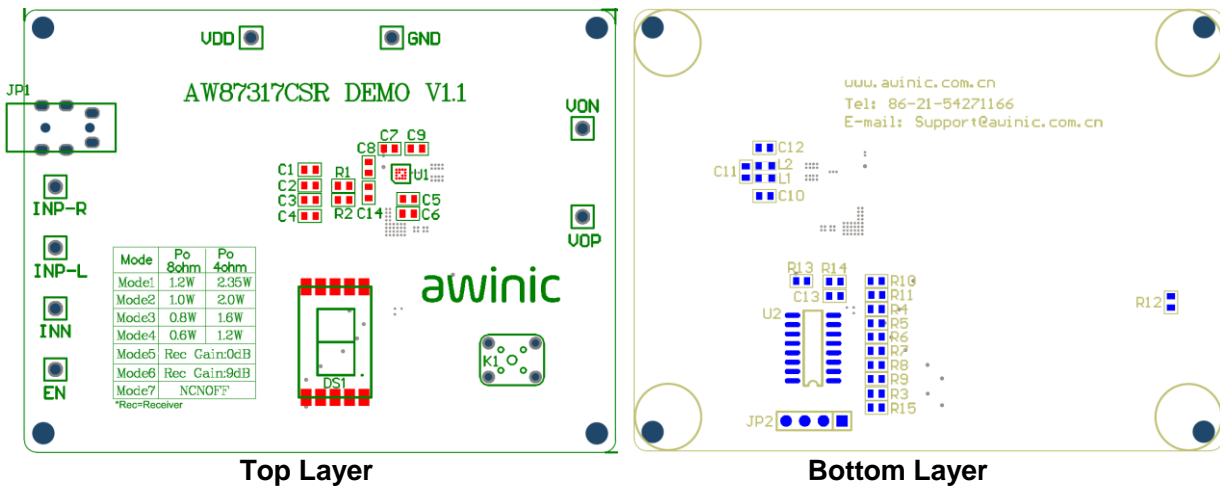 VDD
GND
JP1
AW87317CSR DEMO V1.1
VON
C7 C9
C8
C1
R1
U1
C2
C3
C5
C4
R2
C14
C6
INP-R
VOP
INP-L
INN
EN
Mode Po 8ohm Po 4ohm
Mode1 1.2W 2.35W
Mode2 1.0W 2.0W
Mode3 0.8W 1.6W
Mode4 0.6W 1.2W
Mode5 Rec Gain:0dB
Mode6 Rec Gain:9dB
Mode7 NCNOFF
*Rec=Receiver
awinic
K1
DS1
Top Layer
www.awinic.com.cn
Tel: 86-21-54271166
E-mail: Support@awinic.com.cn
C12
C11
L2
L1
C10
R13 R14
C13
R10
R11
R4
R5
R6
R7
R8
R9
R3
R15
R12
U2
JP2
Bottom Layer